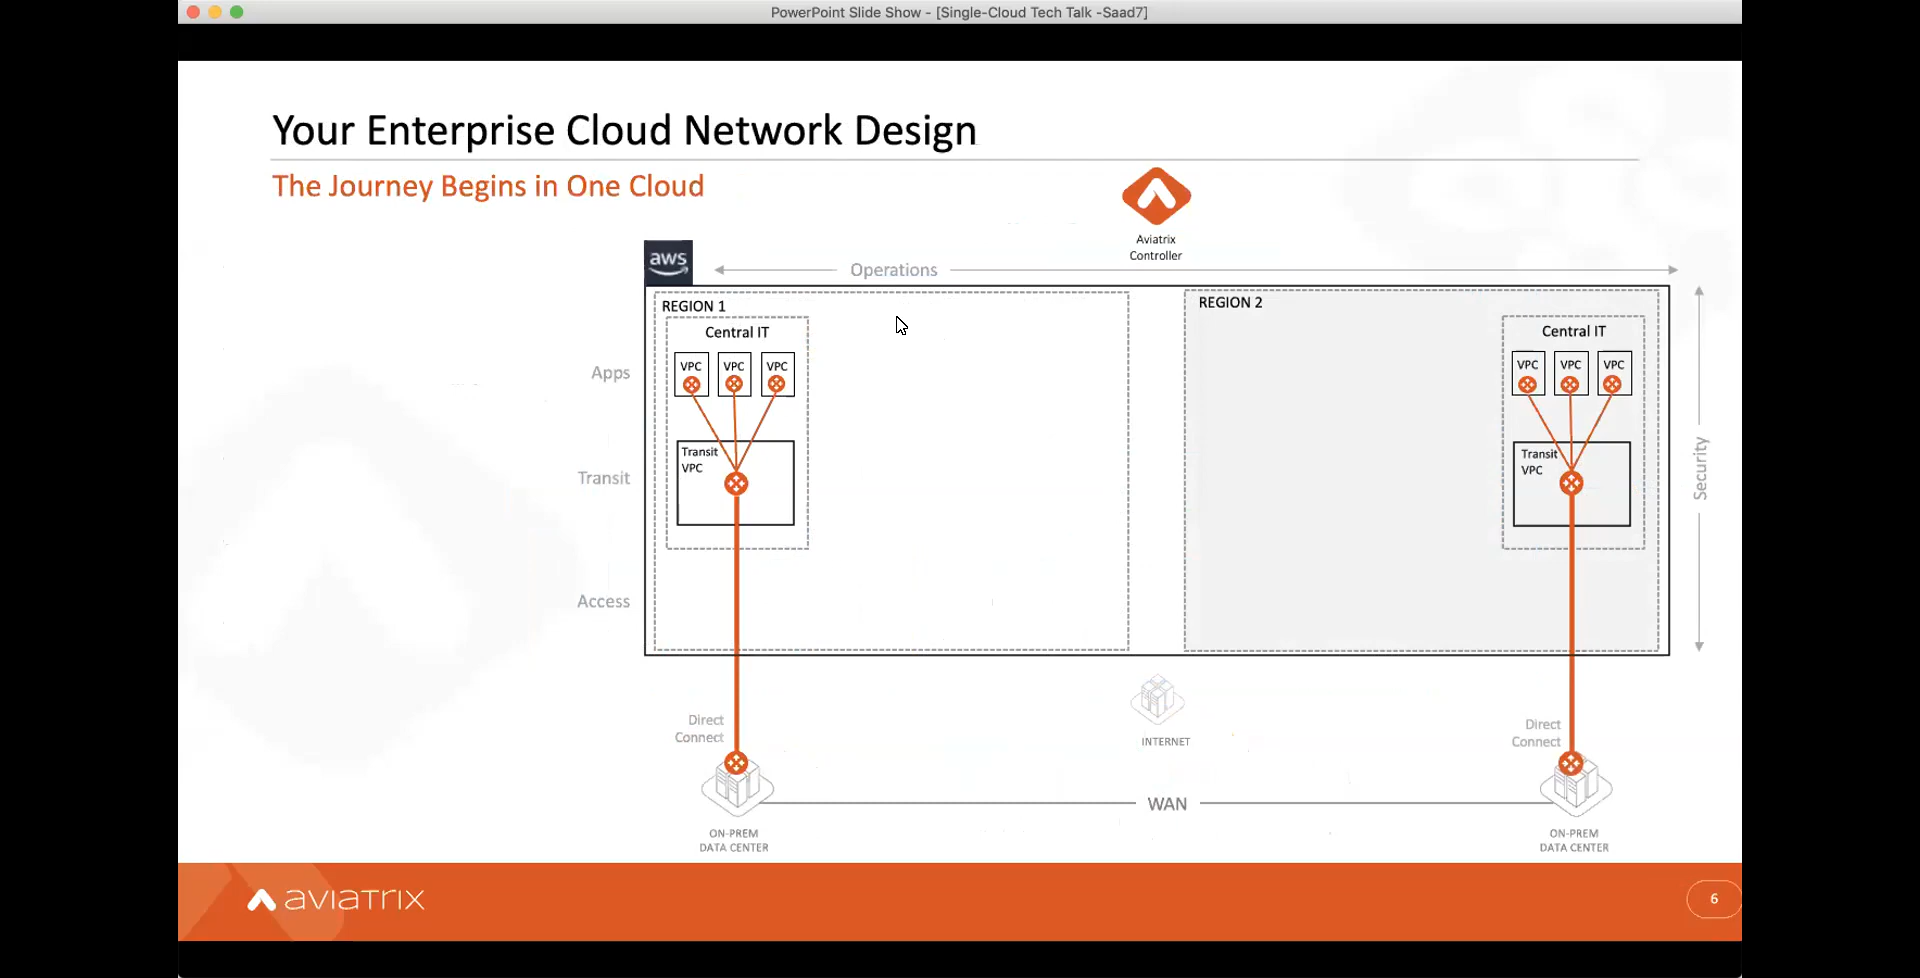 PowerPoint Slide Show - [Single-Cloud Tech Talk -Saad7]
Your Enterprise Cloud Network Design
The Journey Begins in One Cloud
Aviatrix
Controller
aws
Operations
REGION 1
REGION 2
Central IT
Central IT
VPC
VPC
VPC
VPC
VPC
VPC
Apps
Transit
VPC
Transit
VPC
Transit
Security
Access
Direct
Connect
INTERNET
Direct
Connect
WAN
ON-PREM
DATA CENTER
ON-PREM
DATA CENTER
aviatrix
6